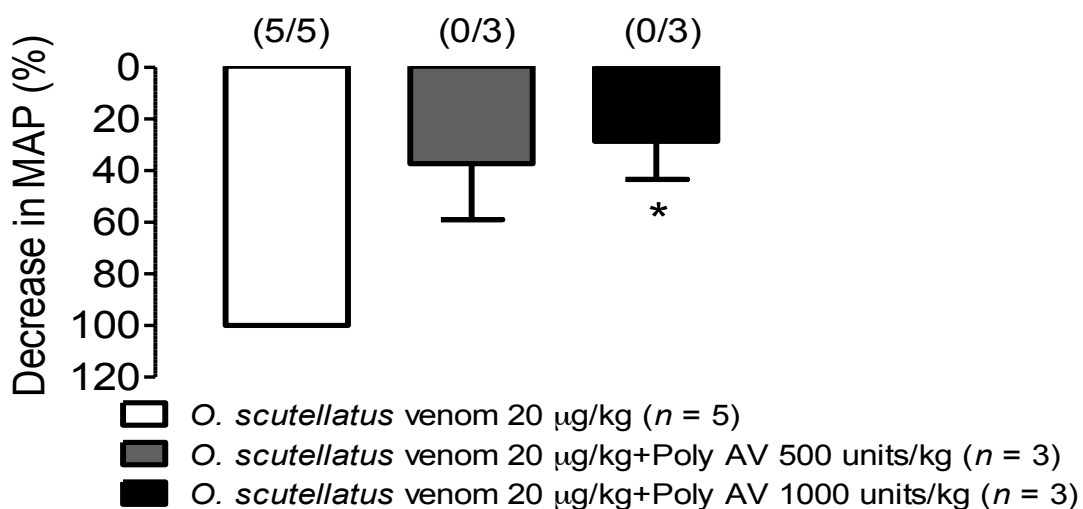 (5/5) (0/3) (0/3)
Decrease in MAP (%)
0
20
40
60
80
100
120
*
O. scutellatus venom 20 μg/kg (n = 5)
O. scutellatus venom 20 μg/kg+Poly AV 500 units/kg (n = 3)
O. scutellatus venom 20 μg/kg+Poly AV 1000 units/kg (n = 3)